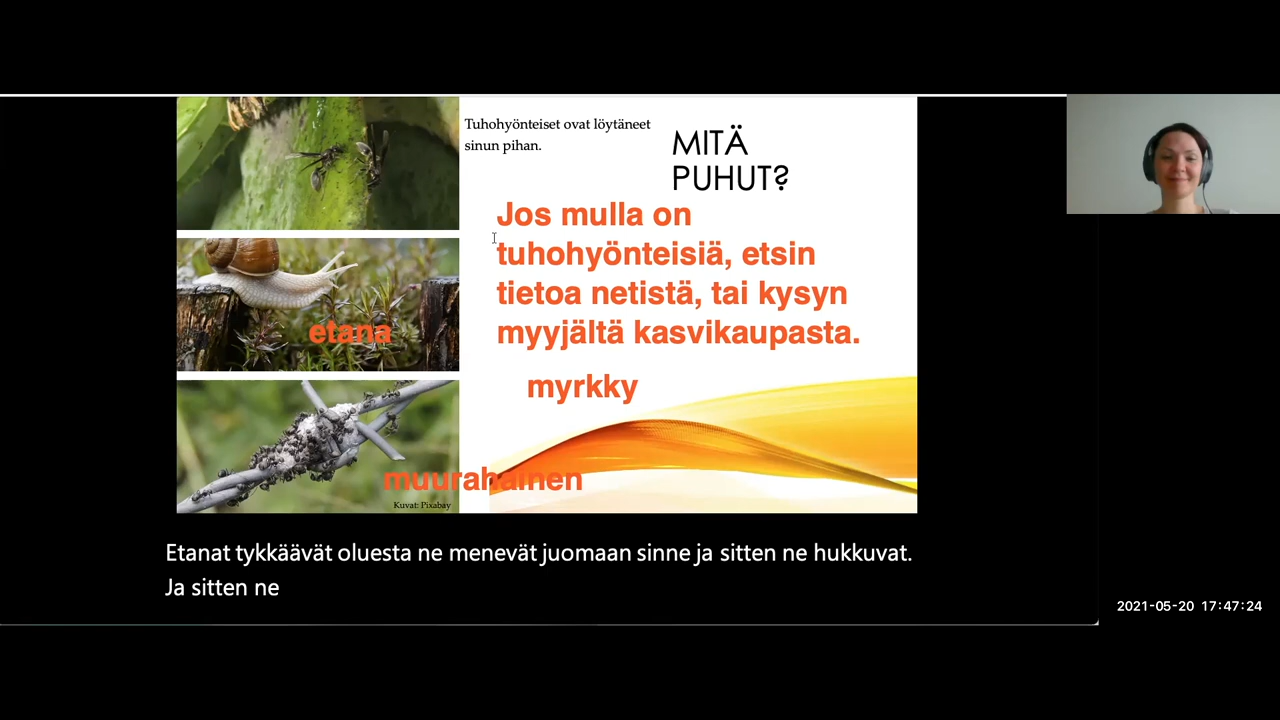 Tuhohyönteiset ovat löytäneet
sinun pihan.
MITÄ
PUHUT?
Jos mulla on
tuhohyönteisiä, etsin
tietoa netistä, tai kysyn
myyjältä kasvikaupasta.
etana
myrkky
muurahainen
Kuvat: Pixabay
Etanat tykkäävät oluesta ne menevät juomaan sinne ja sitten ne hukkuvat.
Ja sitten ne
2021-05-20 17:47:24